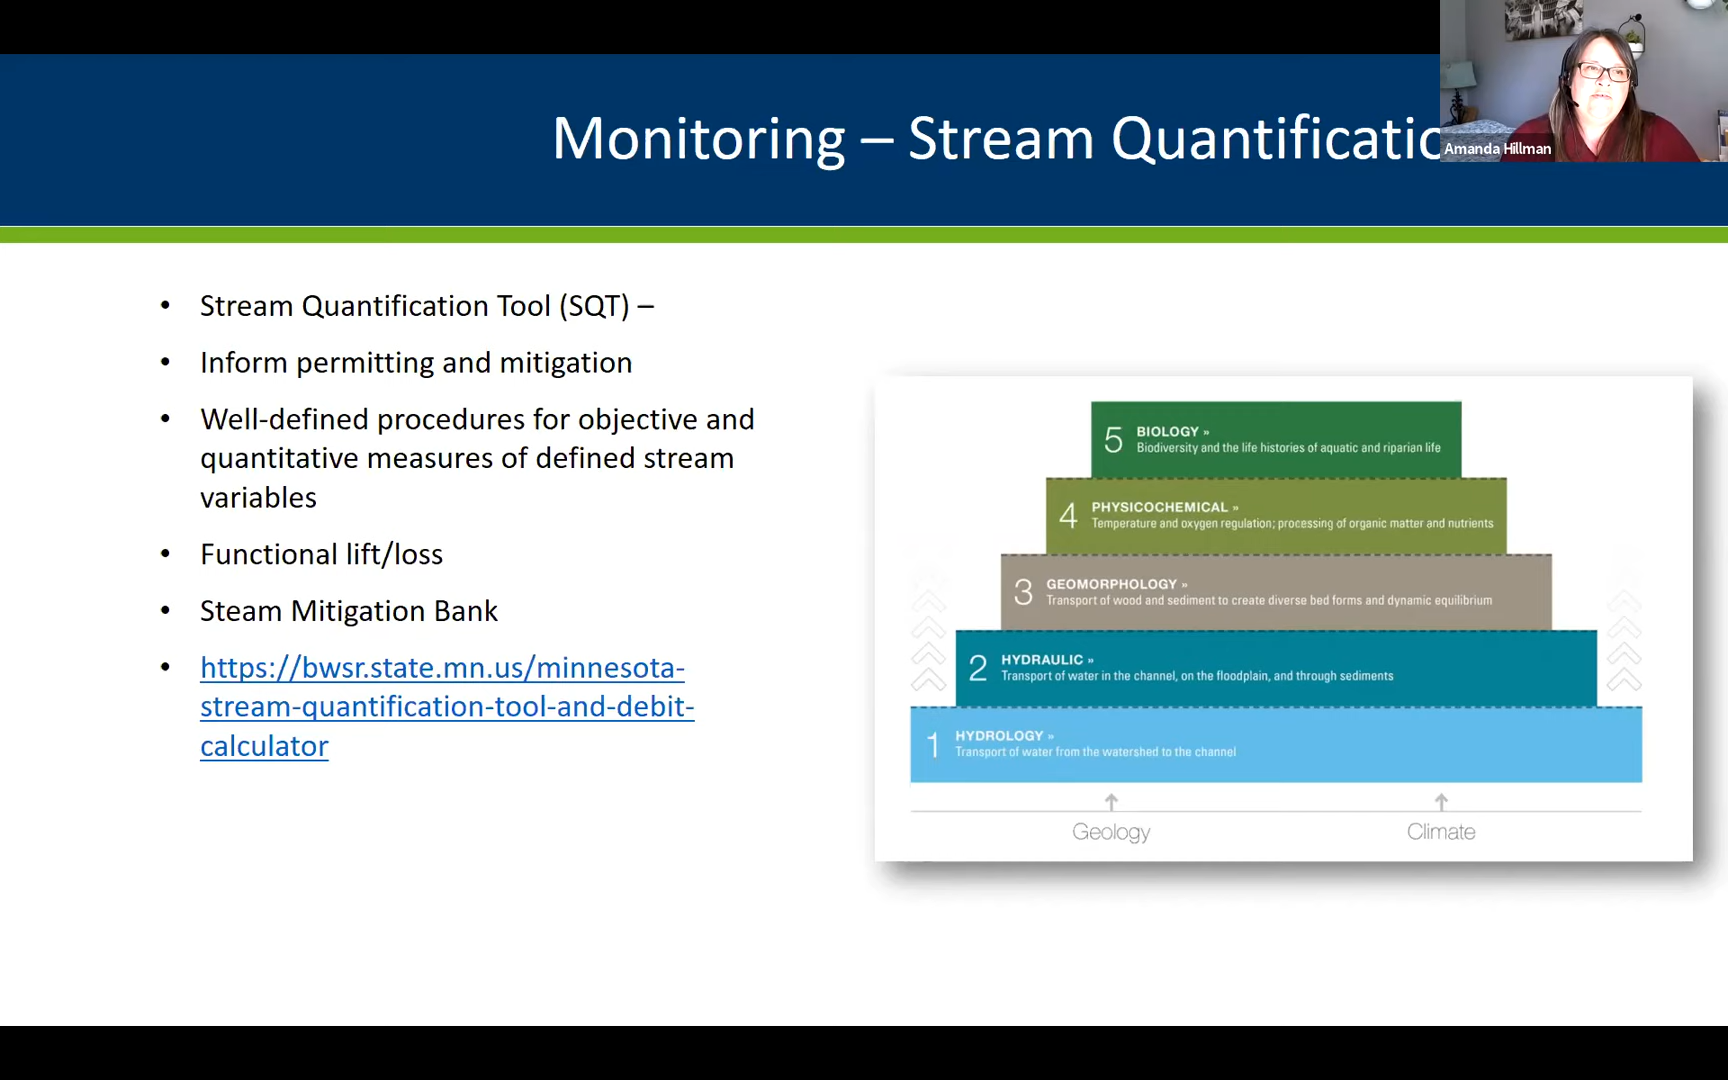 Monitoring – Stream Quantificatio
Amanda Hillman
• Stream Quantification Tool (SQT) –
• Inform permitting and mitigation
• Well-defined procedures for objective and
quantitative measures of defined stream
variables
• Functional lift/loss
• Steam Mitigation Bank
• https://bwsr.state.mn.us/minnesota-
stream-quantification-tool-and-debit-
calculator
5 BIOLOGY »
Biodiversity and the life histories of aquatic and riparian life
4 PHYSICOCHEMICAL »
Temperature and oxygen regulation; processing of organic matter and nutrients
3 GEOMORPHOLOGY »
Transport of wood and sediment to create diverse bed forms and dynamic equilibrium
2 HYDRAULIC »
Transport of water in the channel, on the floodplain, and through sediments
1 HYDROLOGY »
Transport of water from the watershed to the channel
Geology
Climate